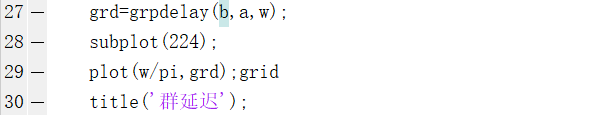 27 — grd=grpdelay(b,a,w);
28 — subplot(224);
29 — plot(w/pi,grd);grid
30 — title('群延迟');